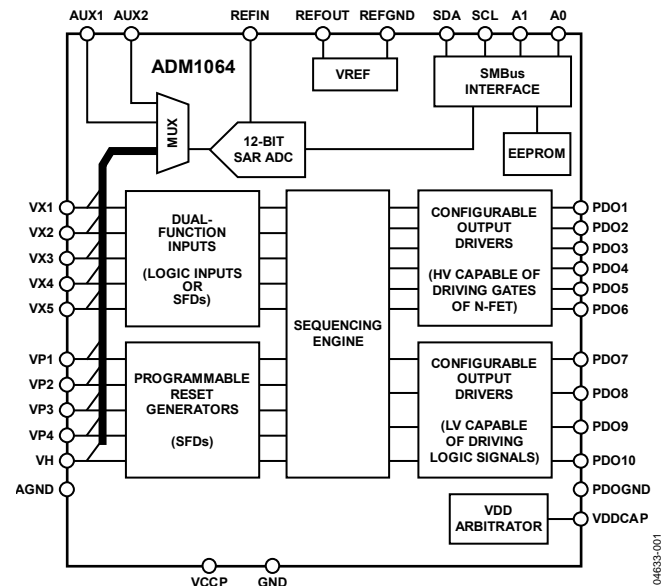 AUX1 AUX2 REFIN REFOUT REFGND SDA SCL A1 A0
ADM1064
VREF
SMBus
INTERFACE
MUX
12-BIT
SAR ADC
EEPROM
VX1
VX2
VX3
VX4
VX5
DUAL-
FUNCTION
INPUTS
(LOGIC INPUTS
OR
SFDs)
SEQUENCING
ENGINE
CONFIGURABLE
OUTPUT
DRIVERS
(HV CAPABLE OF
DRIVING GATES
OF N-FET)
PDO1
PDO2
PDO3
PDO4
PDO5
PDO6
VP1
VP2
VP3
VP4
VH
AGND
PROGRAMMABLE
RESET
GENERATORS
(SFDs)
CONFIGURABLE
OUTPUT
DRIVERS
(LV CAPABLE
OF DRIVING
LOGIC SIGNALS)
PDO7
PDO8
PDO9
PDO10
PDOGND
VDD
ARBITRATOR
VDDCAP
VCCP GND
04633-001